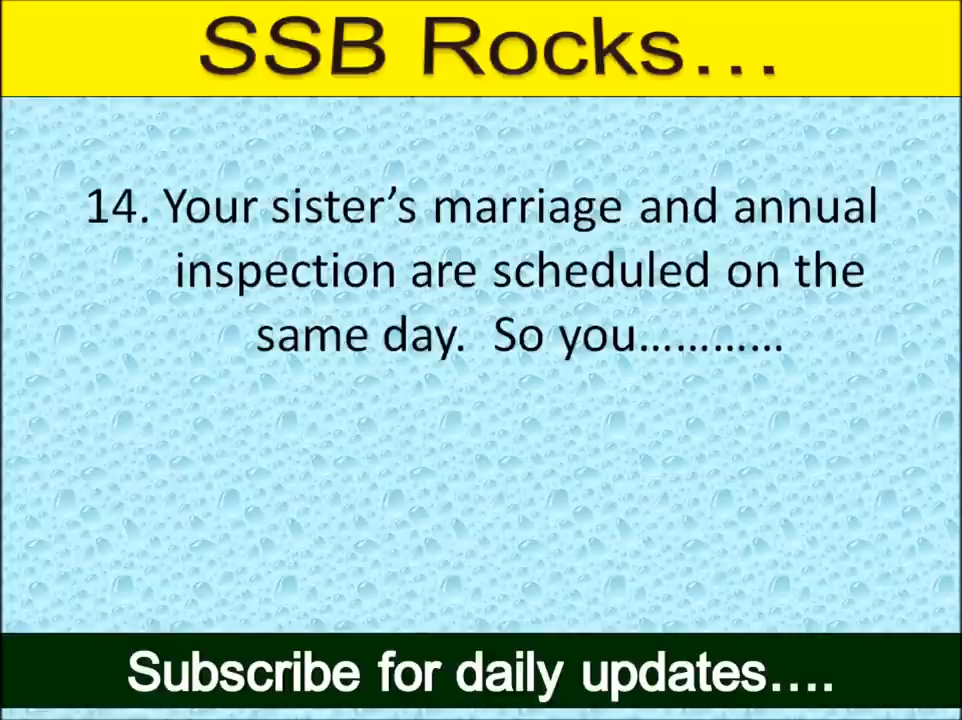 SSB Rocks…
14. Your sister’s marriage and annual
inspection are scheduled on the
same day.  So you…………
Subscribe for daily updates….